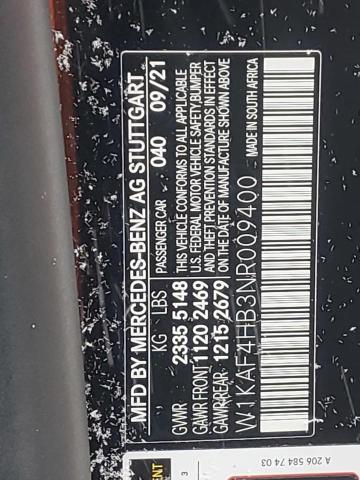 MFD BY MERCEDES-BENZ AG STUTTGART
KG LBS PASSENGER CAR 040 09/21
GVWR 2335 5148
GAWR FRONT 1120 2469
GAWR REAR 1215 2679
THIS VEHICLE CONFORMS TO ALL APPLICABLE
U.S. FEDERAL MOTOR VEHICLE SAFETY, BUMPER
AND THEFT PREVENTION STANDARDS IN EFFECT
ON THE DATE OF MANUFACTURE SHOWN ABOVE
W1KAF4HB3NR009400
MADE IN SOUTH AFRICA
A 206 584 74 03
3